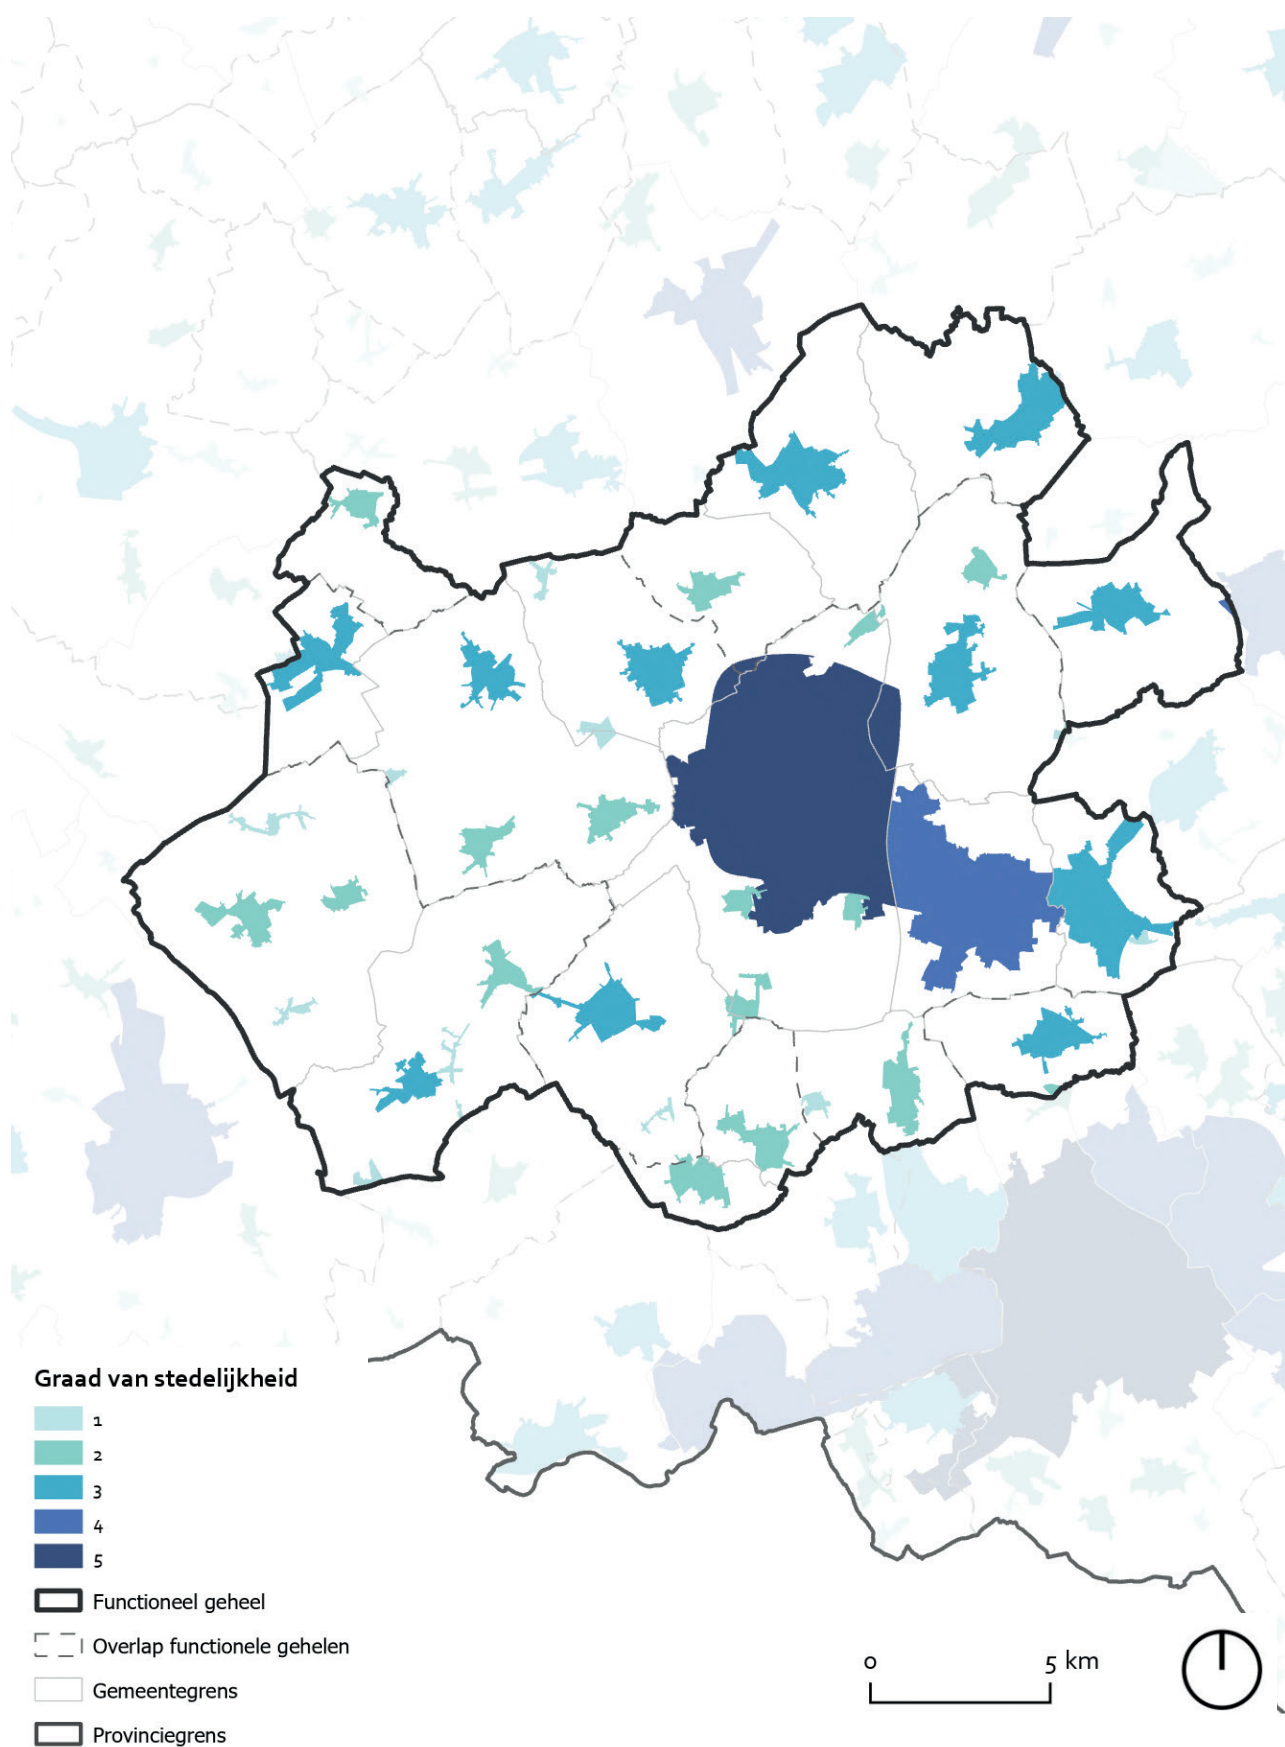 Graad van stedelijkheid
1
2
3
4
5
Functioneel geheel
Overlap functionele gehelen
Gemeentegrens
Provinciegrens
0 5 km